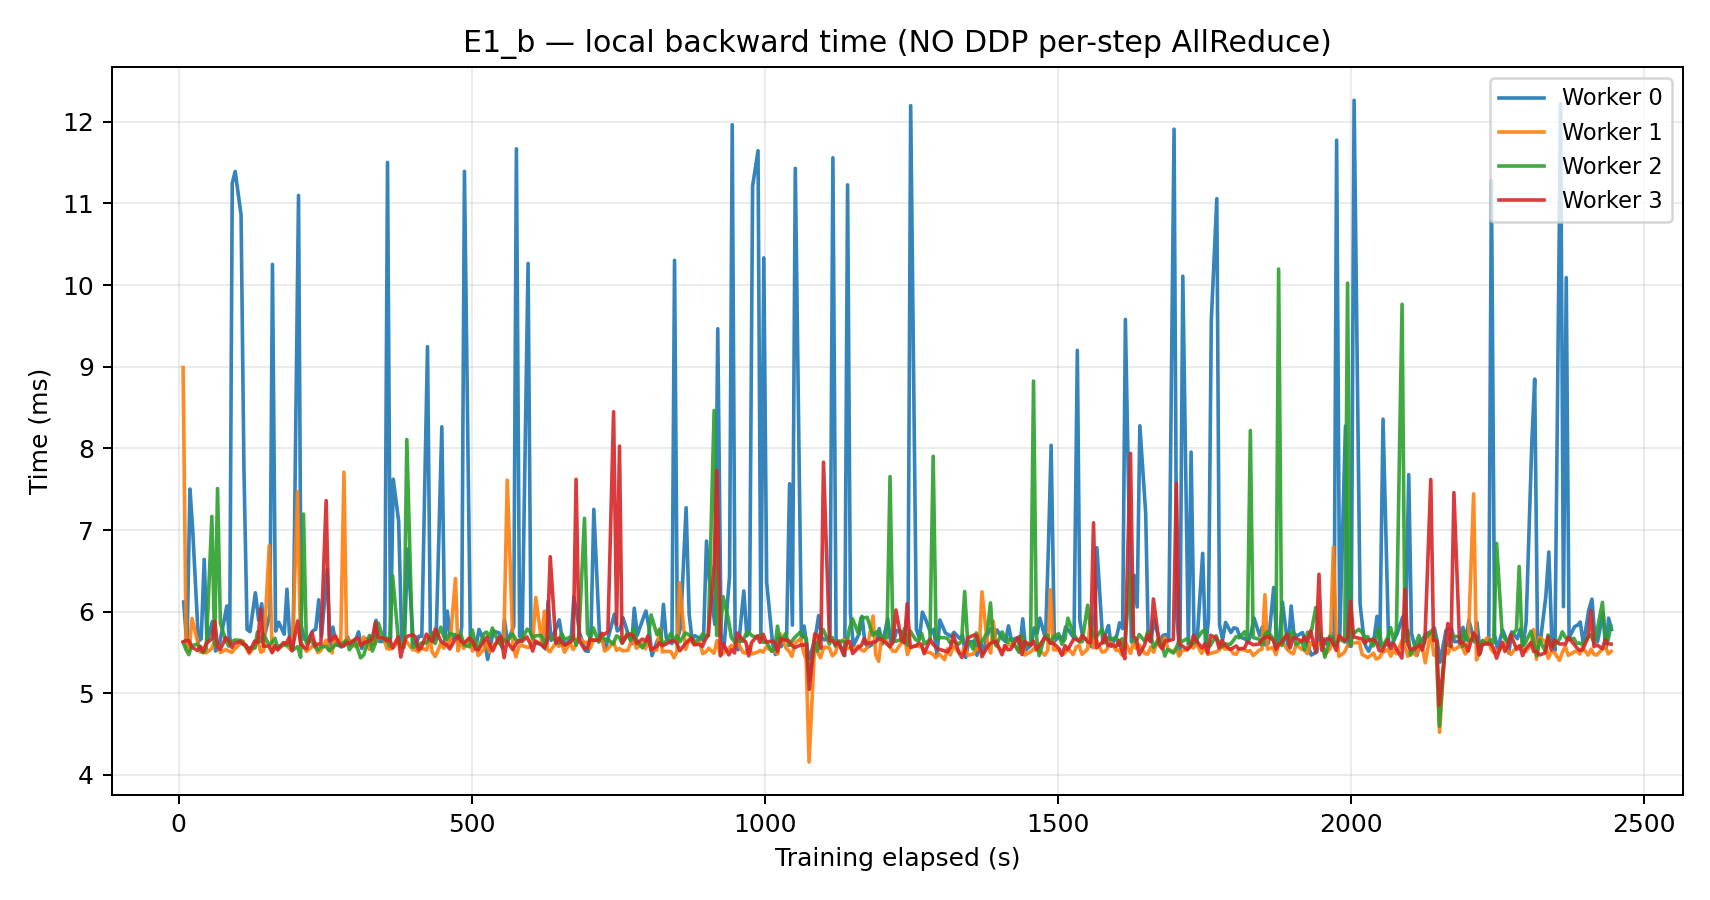 E1_b — local backward time (NO DDP per-step AllReduce)
Worker 0
Worker 1
Worker 2
Worker 3
Time (ms)
12
11
10
9
8
7
6
5
4
0 500 1000 1500 2000 2500
Training elapsed (s)